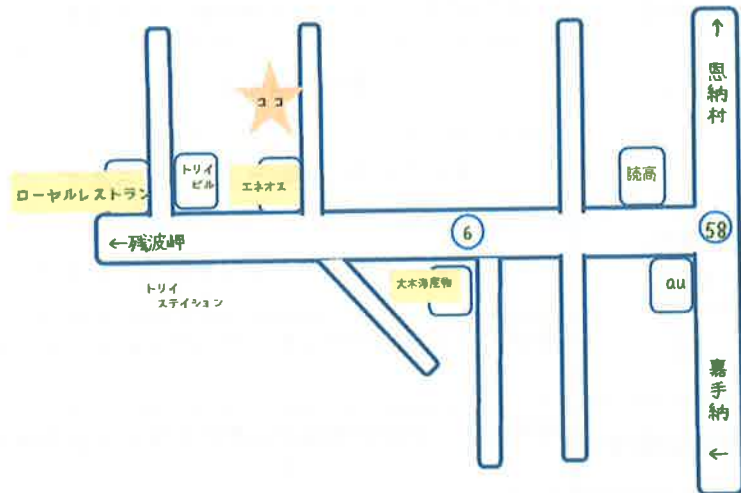 ↑
恩納村
ココ
トリイ
ビル
エネオス
読高
ローヤルレストラン
←残波岬
6
58
トリイ
ステイション
大木海産物
au
嘉手納
←